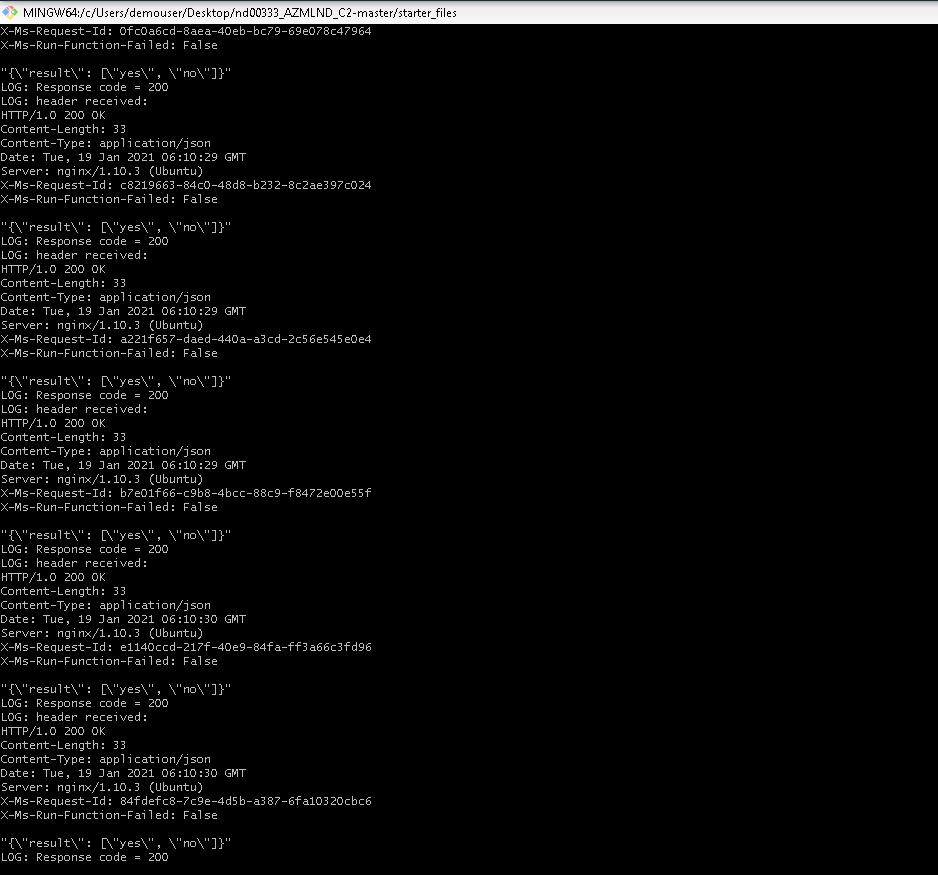 MINGW64:/c/Users/demouser/Desktop/nd00333_AZMLND_C2-master/starter_files
X-Ms-Request-Id: 0fc0a6cd-8aea-40eb-bc79-69e078c47964
X-Ms-Run-Function-Failed: False
"{\"result\": [\"yes\", \"no\"]}"
LOG: Response code = 200
LOG: header received:
HTTP/1.0 200 OK
Content-Length: 33
Content-Type: application/json
Date: Tue, 19 Jan 2021 06:10:29 GMT
Server: nginx/1.10.3 (Ubuntu)
X-Ms-Request-Id: c8219663-84c0-48d8-b232-8c2ae397c024
X-Ms-Run-Function-Failed: False
"{\"result\": [\"yes\", \"no\"]}"
LOG: Response code = 200
LOG: header received:
HTTP/1.0 200 OK
Content-Length: 33
Content-Type: application/json
Date: Tue, 19 Jan 2021 06:10:29 GMT
Server: nginx/1.10.3 (Ubuntu)
X-Ms-Request-Id: a221f657-daed-440a-a3cd-2c56e545e0e4
X-Ms-Run-Function-Failed: False
"{\"result\": [\"yes\", \"no\"]}"
LOG: Response code = 200
LOG: header received:
HTTP/1.0 200 OK
Content-Length: 33
Content-Type: application/json
Date: Tue, 19 Jan 2021 06:10:29 GMT
Server: nginx/1.10.3 (Ubuntu)
X-Ms-Request-Id: b7e01f66-c9b8-4bcc-88c9-f8472e00e55f
X-Ms-Run-Function-Failed: False
"{\"result\": [\"yes\", \"no\"]}"
LOG: Response code = 200
LOG: header received:
HTTP/1.0 200 OK
Content-Length: 33
Content-Type: application/json
Date: Tue, 19 Jan 2021 06:10:30 GMT
Server: nginx/1.10.3 (Ubuntu)
X-Ms-Request-Id: e1140ccd-217f-40e9-84fa-ff3a66c3fd96
X-Ms-Run-Function-Failed: False
"{\"result\": [\"yes\", \"no\"]}"
LOG: Response code = 200
LOG: header received:
HTTP/1.0 200 OK
Content-Length: 33
Content-Type: application/json
Date: Tue, 19 Jan 2021 06:10:30 GMT
Server: nginx/1.10.3 (Ubuntu)
X-Ms-Request-Id: 84fdefc8-7c9e-4d5b-a387-6fa10320cbc6
X-Ms-Run-Function-Failed: False
"{\"result\": [\"yes\", \"no\"]}"
LOG: Response code = 200